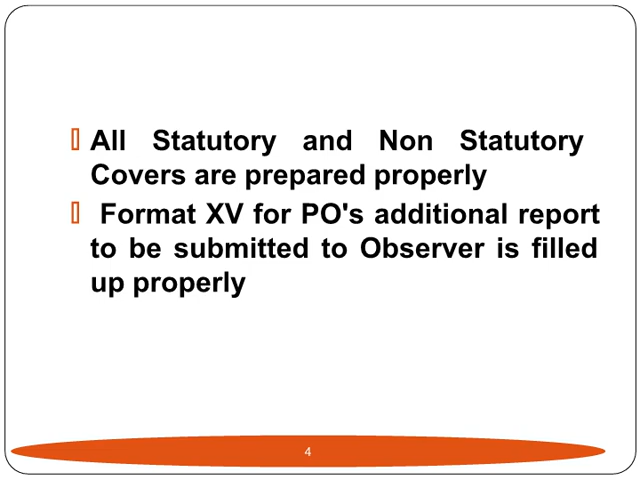 All Statutory and Non Statutory
Covers are prepared properly
Format XV for PO's additional report
to be submitted to Observer is filled
up properly
4